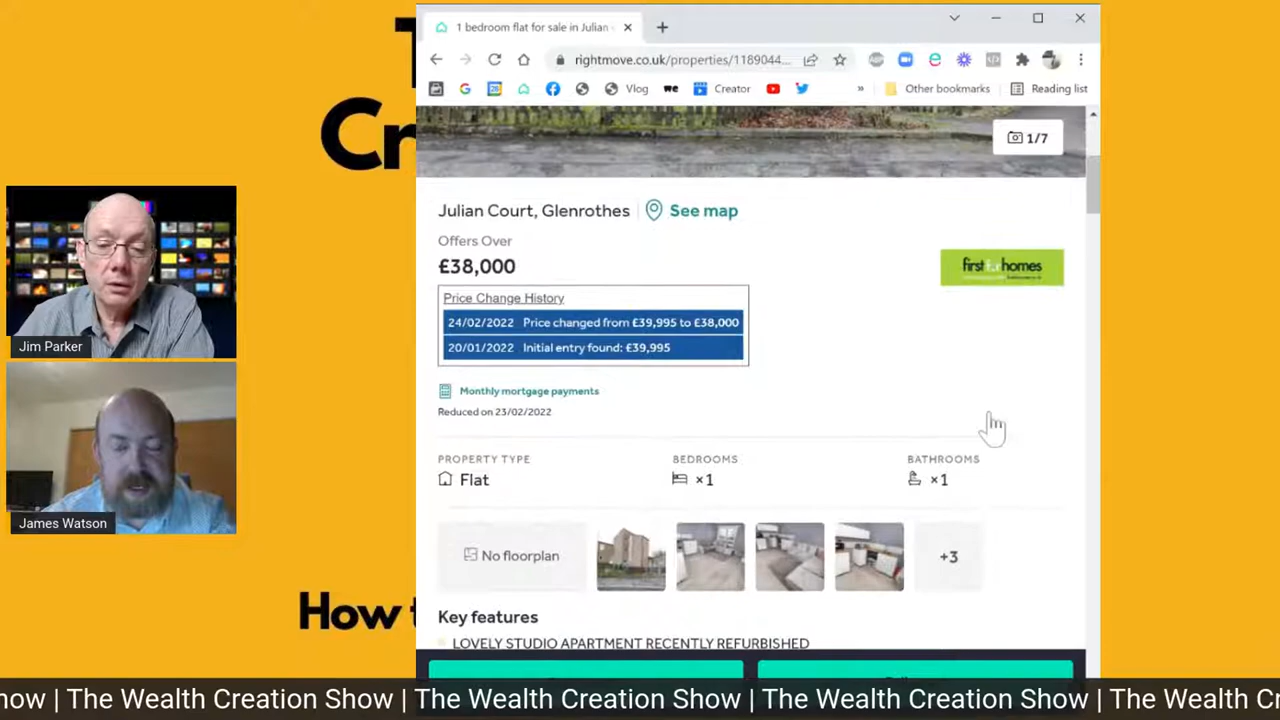 1 bedroom flat for sale in Julian
rightmove.co.uk/properties/1189044...
Vlog
we
Creator
»
Other bookmarks
Reading list
1/7
Julian Court, Glenrothes
See map
Offers Over
£38,000
first for homes
Price Change History
24/02/2022 Price changed from £39,995 to £38,000
20/01/2022 Initial entry found: £39,995
Monthly mortgage payments
Reduced on 23/02/2022
PROPERTY TYPE
BEDROOMS
BATHROOMS
Flat
×1
×1
No floorplan
+3
Key features
LOVELY STUDIO APARTMENT RECENTLY REFURBISHED
Cr
How t
Jim Parker
James Watson
how | The Wealth Creation Show | The Wealth Creation Show | The Wealth Creation Show | The Wealth C